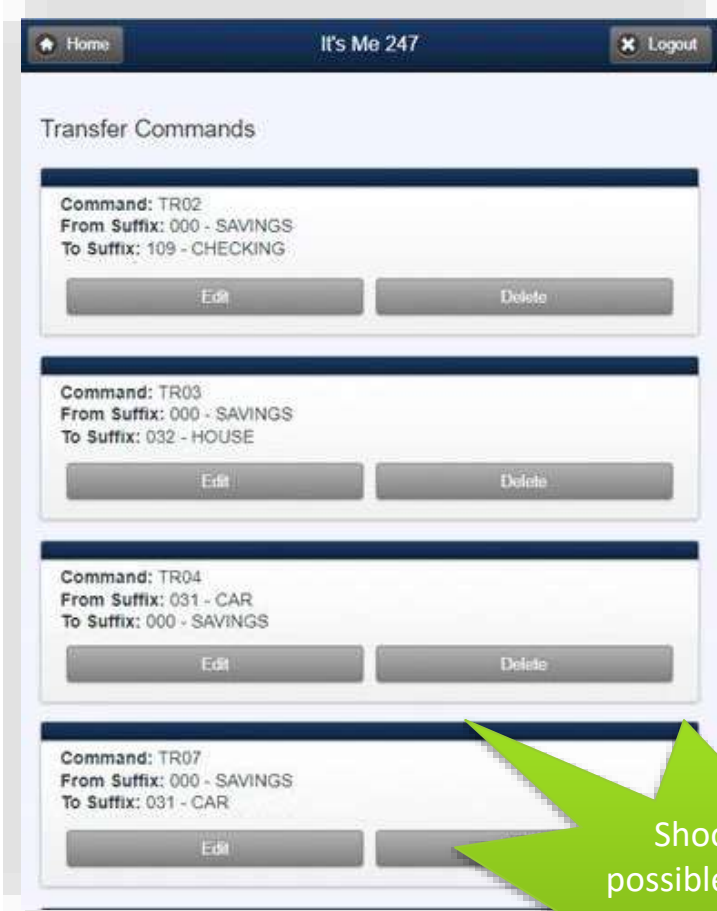 Home It's Me 247 Logout
Transfer Commands
Command: TR02
From Suffix: 000 - SAVINGS
To Suffix: 109 - CHECKING
Edit Delete
Command: TR03
From Suffix: 000 - SAVINGS
To Suffix: 032 - HOUSE
Edit Delete
Command: TR04
From Suffix: 031 - CAR
To Suffix: 000 - SAVINGS
Edit Delete
Command: TR07
From Suffix: 000 - SAVINGS
To Suffix: 031 - CAR
Edit
Shoo
possible